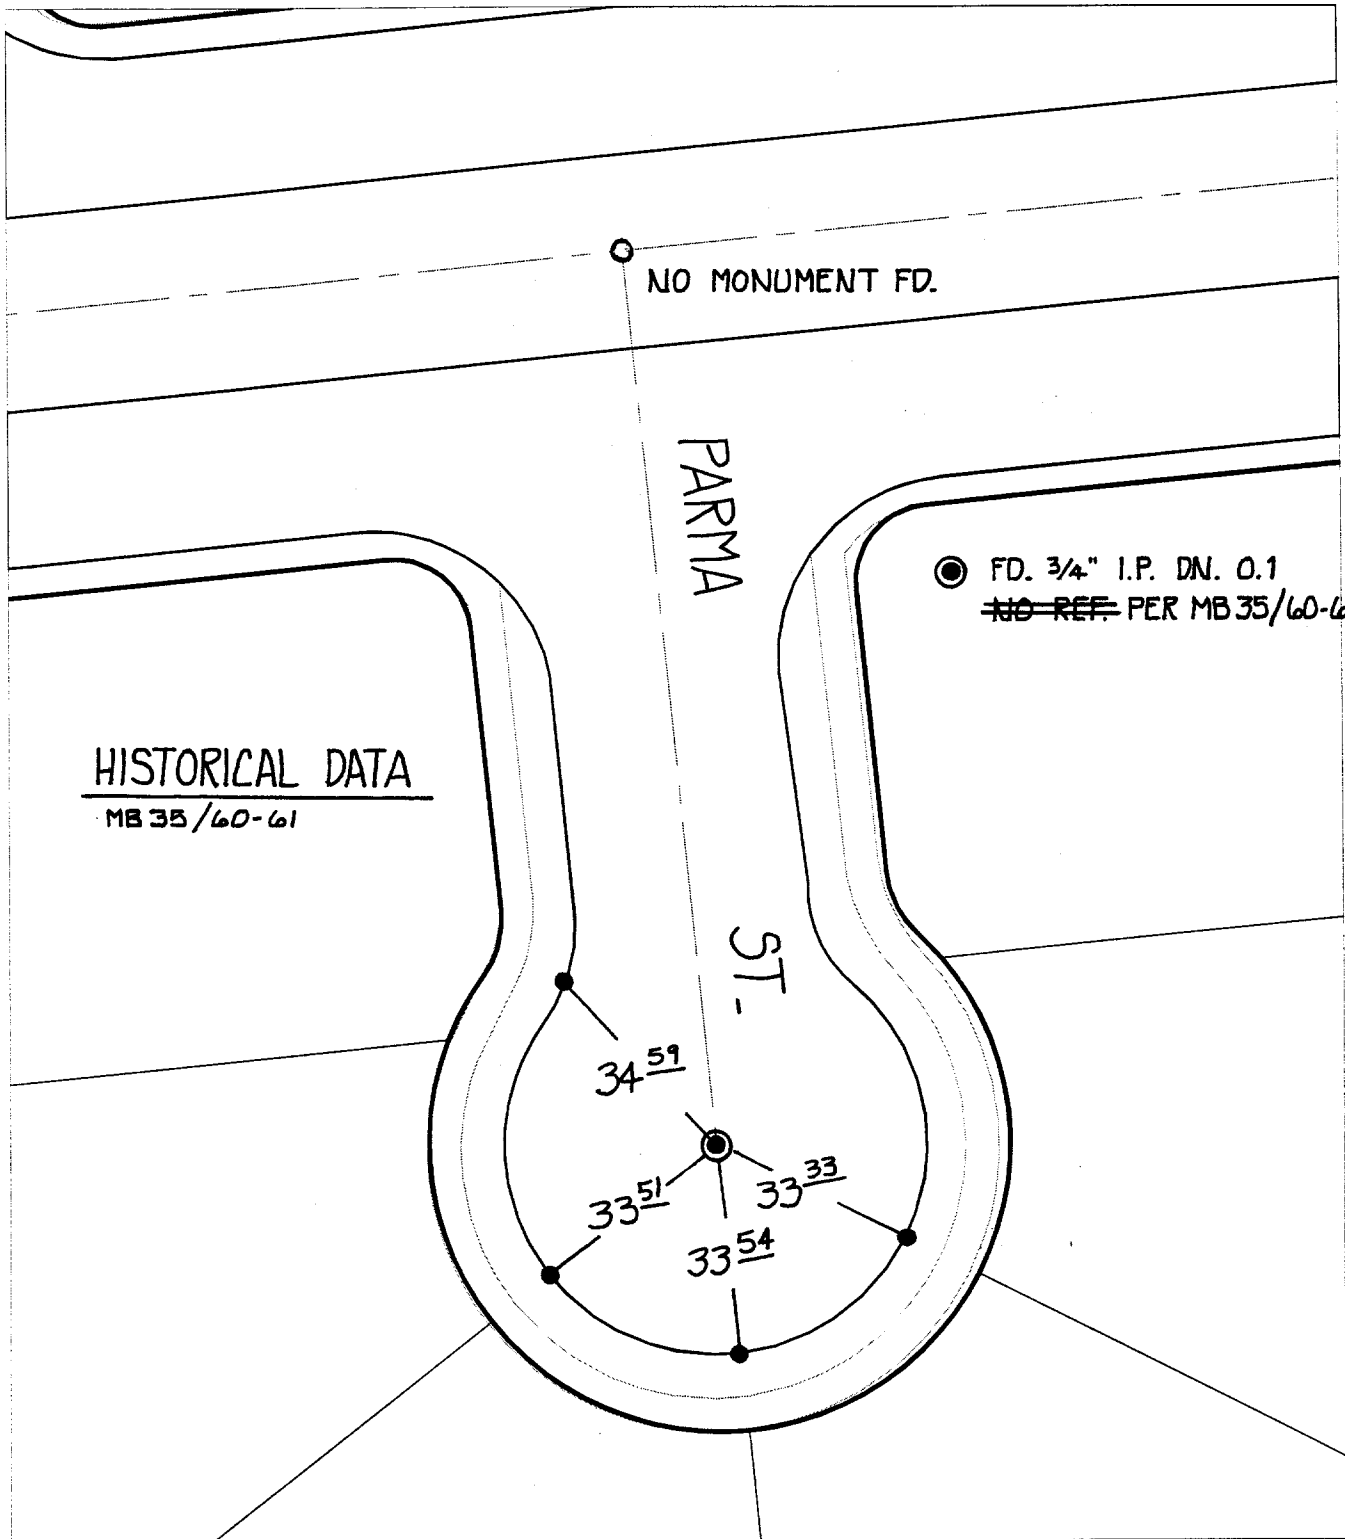 NO MONUMENT FD.
PARMA ST.
FD. 3/4" I.P. DN. 0.1
NO REF. PER MB 35/60-6
HISTORICAL DATA
MB 35/60-61
34 59
33 51
33 33
33 54